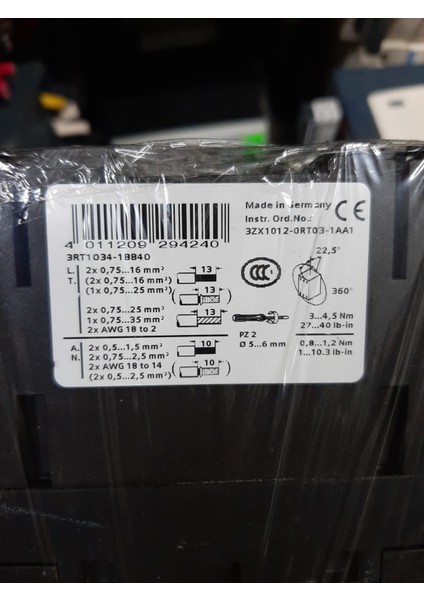 Made in Germany
Instr. Ord.No.:
3ZX1012-0RT03-1AA1
CE
4 011209 294240
3RT1034-1BB40
L. 2x 0,75...16 mm² 13
T. (2x 0,75...16 mm²)
(1x 0,75...25 mm²) ( 13 )
2x 0,75...25 mm² 13
1x 0,75...35 mm²
2x AWG 18 to 2
CCC
22,5°
360°
3...4,5 Nm
27...40 lb-in
A. 2x 0,5...1,5 mm² 10
N. 2x 0,75...2,5 mm²
2x AWG 18 to 14
(2x 0,5...2,5 mm²) ( 10 )
PZ 2
Ø 5...6 mm
0,8...1,2 Nm
1...10.3 lb-in